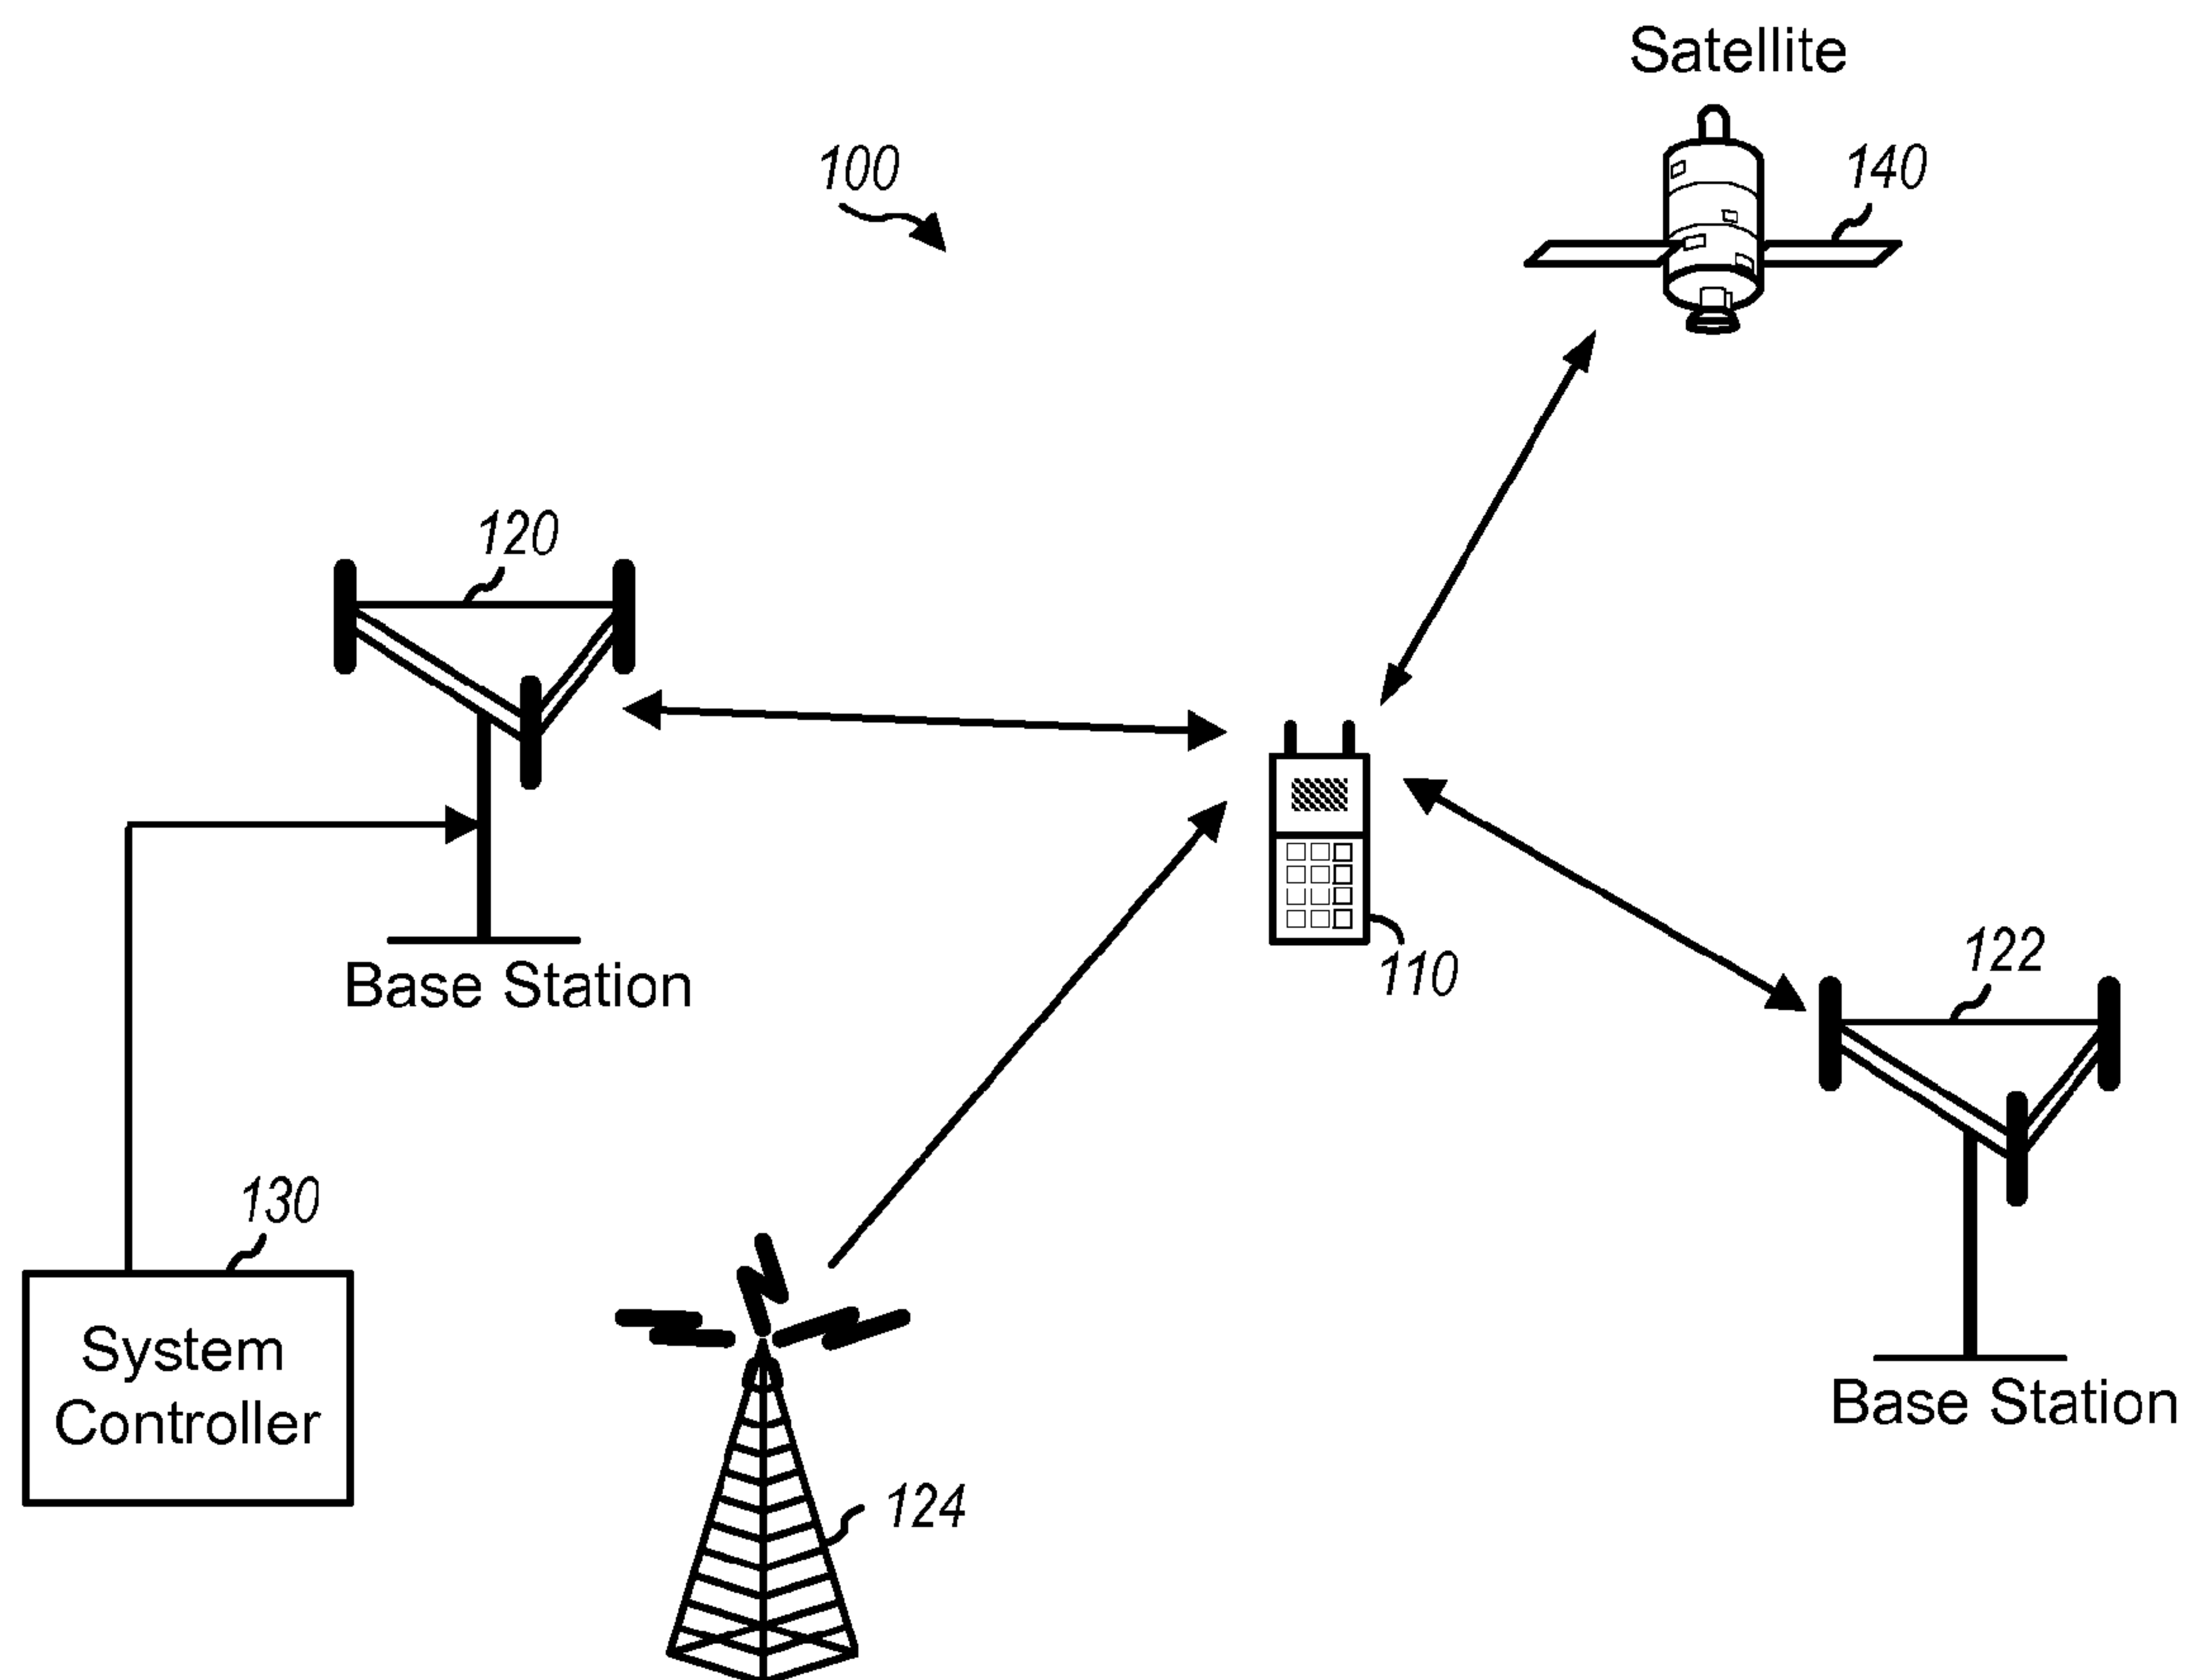 Satellite
100
140
120
Base Station
110
122
130
System
Controller
Base Station
124